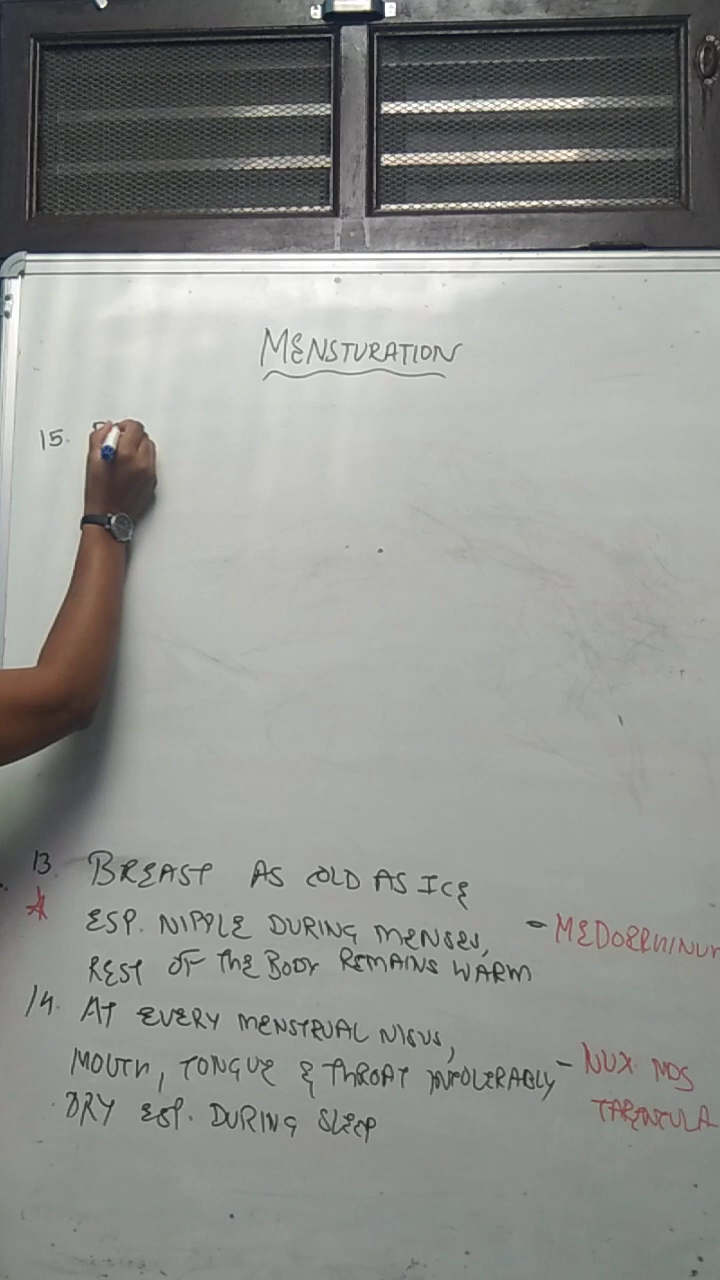 MENSTURATION
15.
13. BREAST AS COLD AS ICE
ESP. NIPPLE DURING MENSES, - MEDORRHINUM
REST OF THE BODY REMAINS WARM
14. AT EVERY MENSTRUAL NISUS,
MOUTH, TONGUE & THROAT INTOLERABLY - NUX MOS
DRY ESP. DURING SLEEP TARENTULA